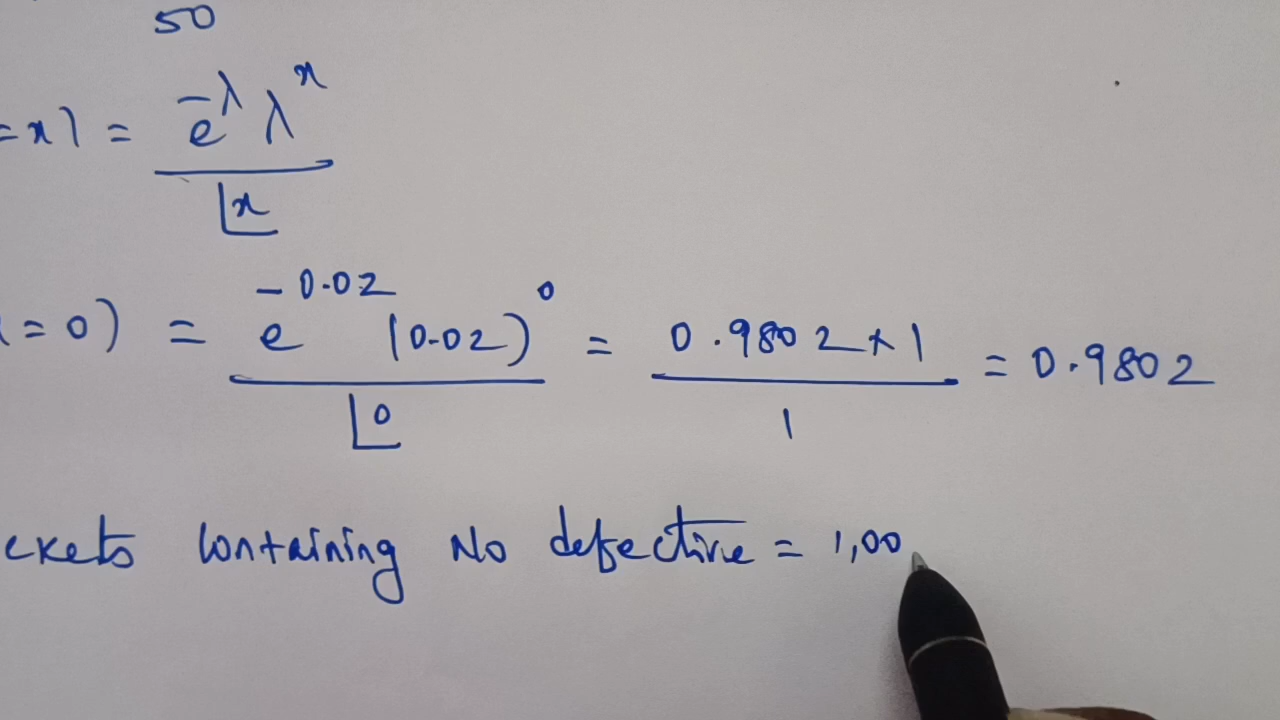 50
=x) = e^-λ λ^x / ⌊x
(=0) = e^-0.02 (0.02)^0 / ⌊0 = 0.9802×1 / 1 = 0.9802
ckets containing No defective = 1,00